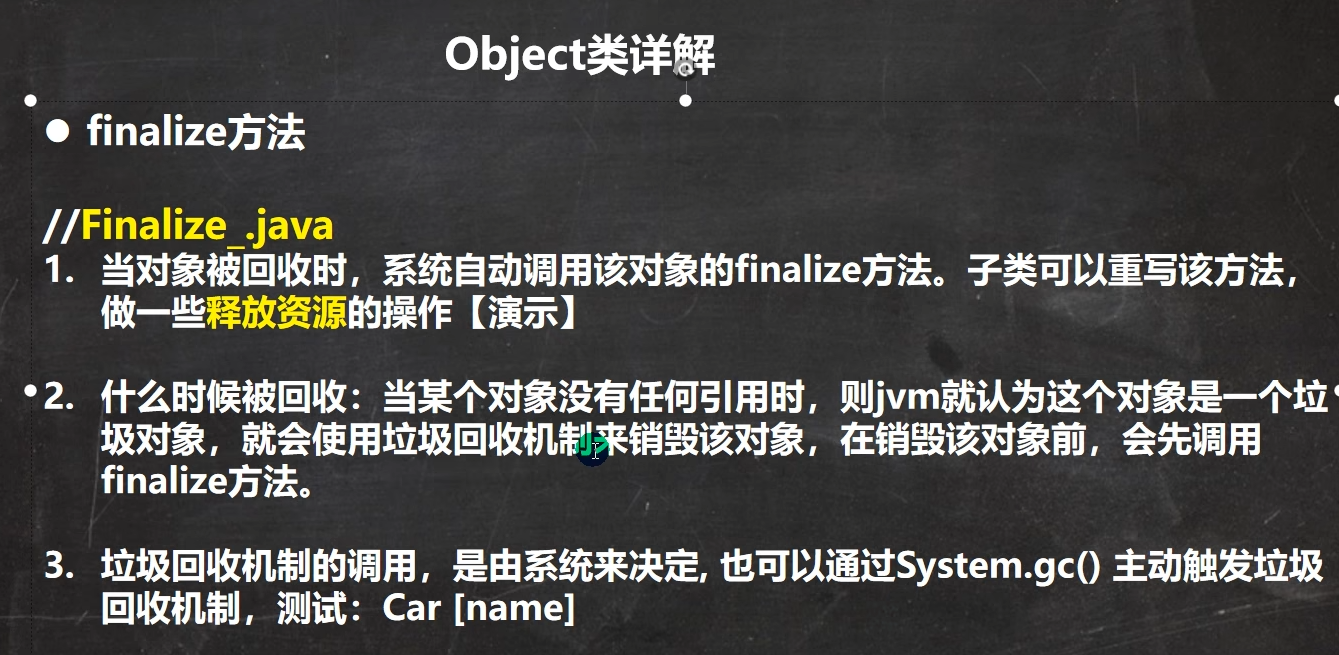 Object类详解
● finalize方法
//Finalize_.java
1. 当对象被回收时，系统自动调用该对象的finalize方法。子类可以重写该方法，
做一些释放资源的操作【演示】
2. 什么时候被回收：当某个对象没有任何引用时，则jvm就认为这个对象是一个垃
圾对象，就会使用垃圾回收机制来销毁该对象，在销毁该对象前，会先调用
finalize方法。
3. 垃圾回收机制的调用，是由系统来决定, 也可以通过System.gc() 主动触发垃圾
回收机制，测试：Car [name]